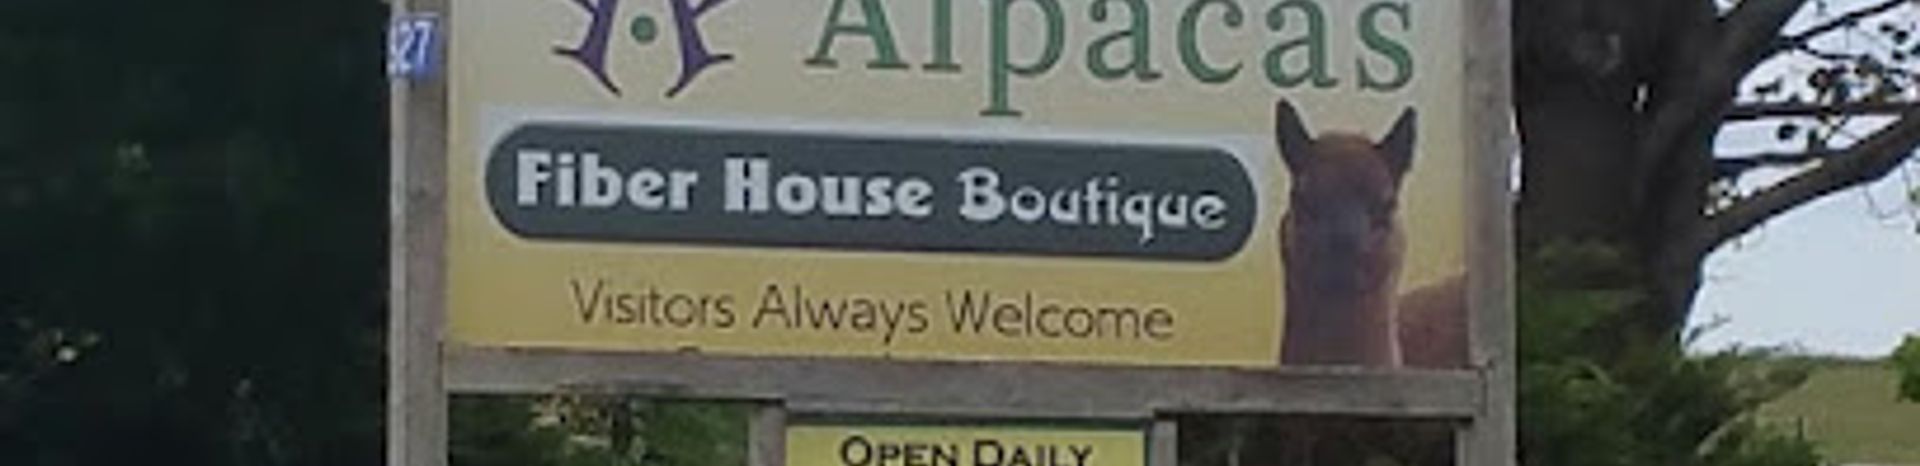 27
Alpacas
Fiber House Boutique
Visitors Always Welcome
OPEN DAILY